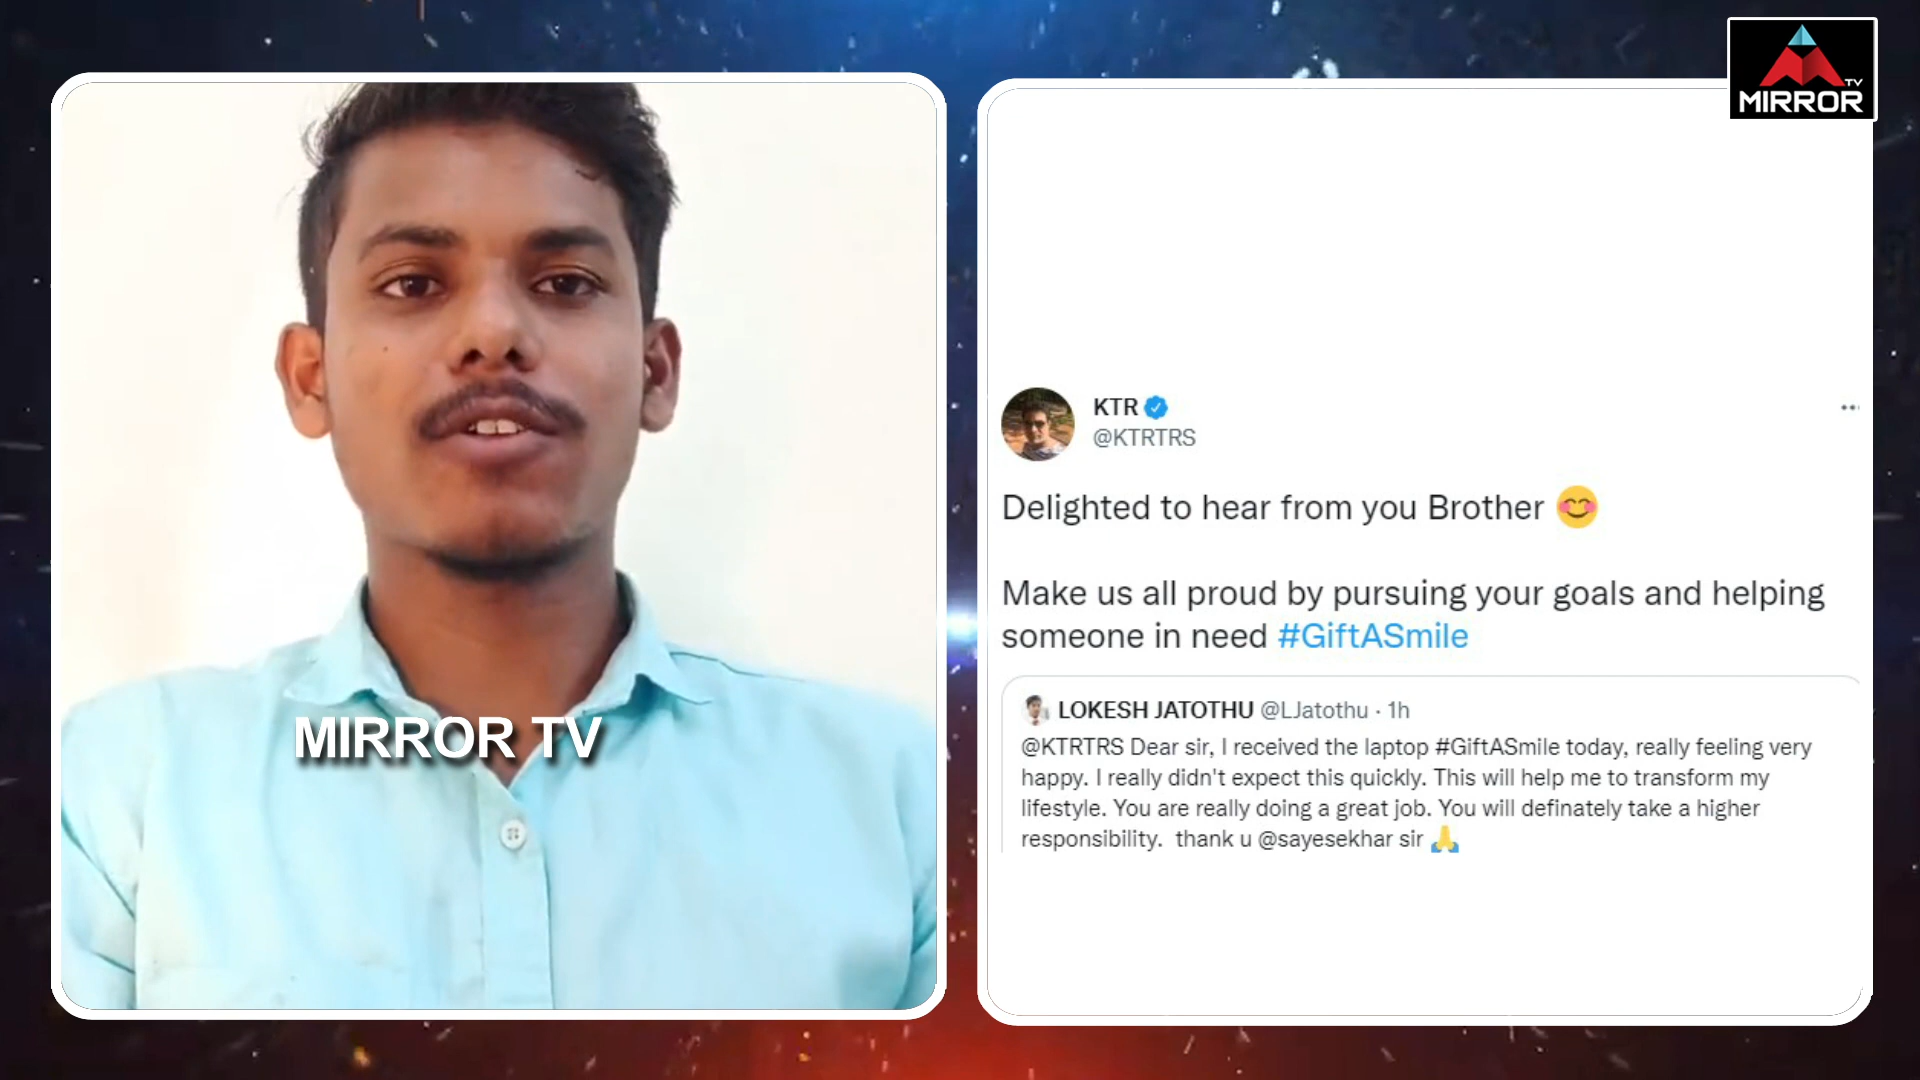 TV
MIRROR
MIRROR TV
KTR
@KTRTRS
Delighted to hear from you Brother 😊
Make us all proud by pursuing your goals and helping
someone in need #GiftASmile
LOKESH JATOTHU @LJatothu · 1h
@KTRTRS Dear sir, I received the laptop #GiftASmile today, really feeling very
happy. I really didn't expect this quickly. This will help me to transform my
lifestyle. You are really doing a great job. You will definately take a higher
responsibility. thank u @sayesekhar sir 🙏